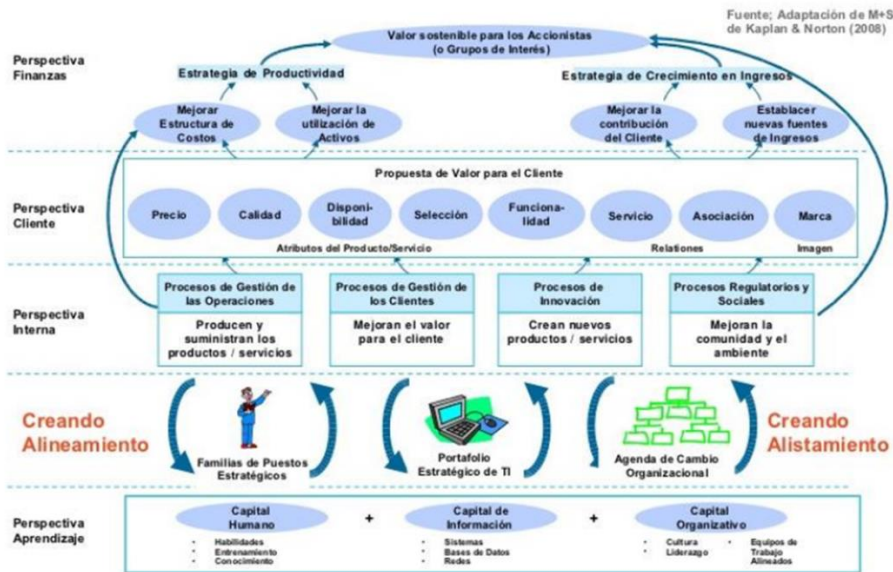 Fuente; Adaptación de M+S
de Kaplan & Norton (2008)
Valor sostenible para los Accionistas
(o Grupos de Interés)
Perspectiva
Finanzas
Estrategia de Productividad
Estrategia de Crecimiento en Ingresos
Mejorar
Estructura de
Costos
Mejorar la
utilización de
Activos
Mejorar la
contribución
del Cliente
Establacer
nuevas fuentes
de Ingresos
Propuesta de Valor para el Cliente
Perspectiva
Cliente
Precio
Calidad
Disponi-
bilidad
Selección
Funciona-
lidad
Servicio
Asociación
Marca
Atributos del Producto/Servicio
Relationes
Imagen
Perspectiva
Interna
Procesos de Gestión de
las Operaciones
Producen y
suministran los
productos / servicios
Procesos de Gestión de
los Clientes
Mejoran el valor
para el cliente
Procesos de
Innovación
Crean nuevos
productos / servicios
Procesos Regulatorios y
Sociales
Mejoran la
comunidad y el
ambiente
Creando
Alineamiento
Familias de Puestos
Estratégicos
Portafolio
Estratégico de TI
Agenda de Cambio
Organizacional
Creando
Alistamiento
Perspectiva
Aprendizaje
Capital
Humano
+
Capital de
Información
+
Capital
Organizativo
• Habilidades
• Entrenamiento
• Conocimiento
• Sistemas
• Bases de Datos
• Redes
• Cultura
• Liderazgo
• Equipos de
Trabajo
Alineados